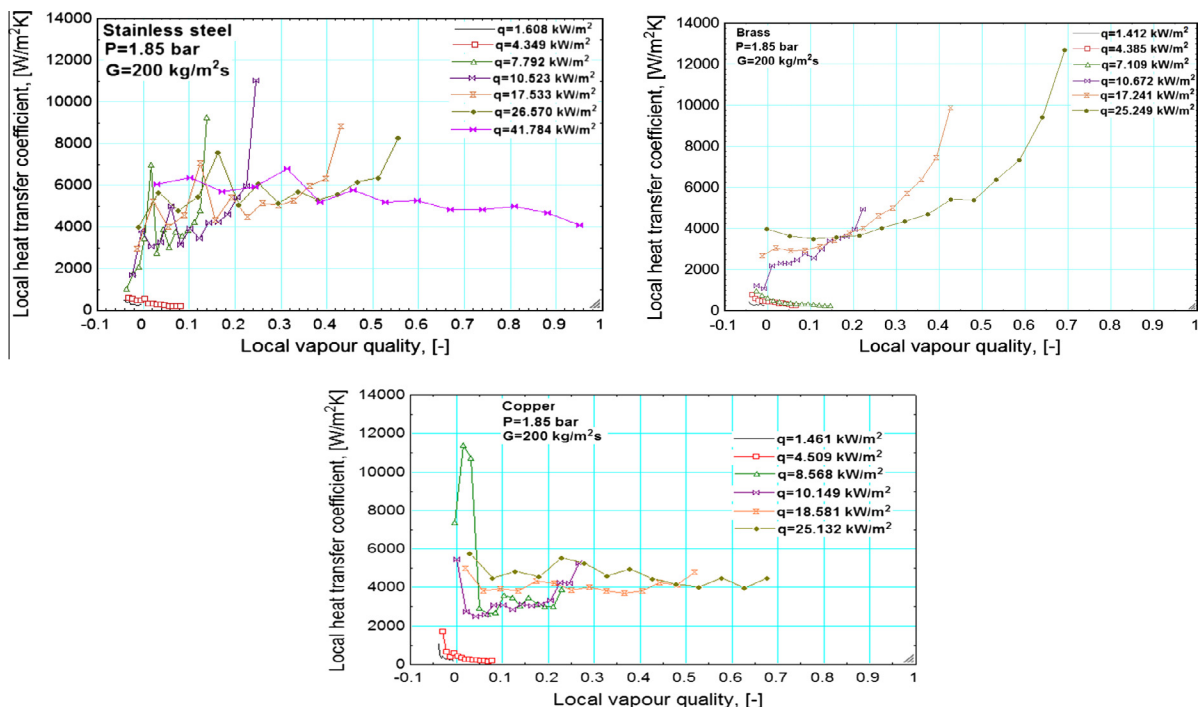 Local heat transfer coefficient, [W/m²K]
14000
12000
10000
8000
6000
4000
2000
0
Stainless steel
P=1.85 bar
G=200 kg/m²s
q=1.608 kW/m²
q=4.349 kW/m²
q=7.792 kW/m²
q=10.523 kW/m²
q=17.533 kW/m²
q=26.570 kW/m²
q=41.784 kW/m²
-0.1 0 0.1 0.2 0.3 0.4 0.5 0.6 0.7 0.8 0.9 1
Local vapour quality, [-]
Local heat transfer coefficient, [W/m²K]
14000
12000
10000
8000
6000
4000
2000
0
Brass
P=1.85 bar
G=200 kg/m²s
q=1.412 kW/m²
q=4.385 kW/m²
q=7.109 kW/m²
q=10.672 kW/m²
q=17.241 kW/m²
q=25.249 kW/m²
-0.1 0 0.1 0.2 0.3 0.4 0.5 0.6 0.7 0.8 0.9 1
Local vapour quality, [-]
Local heat transfer coefficient, [W/m²K]
14000
12000
10000
8000
6000
4000
2000
0
Copper
P=1.85 bar
G=200 kg/m²s
q=1.461 kW/m²
q=4.509 kW/m²
q=8.568 kW/m²
q=10.149 kW/m²
q=18.581 kW/m²
q=25.132 kW/m²
-0.1 0 0.1 0.2 0.3 0.4 0.5 0.6 0.7 0.8 0.9 1
Local vapour quality, [-]